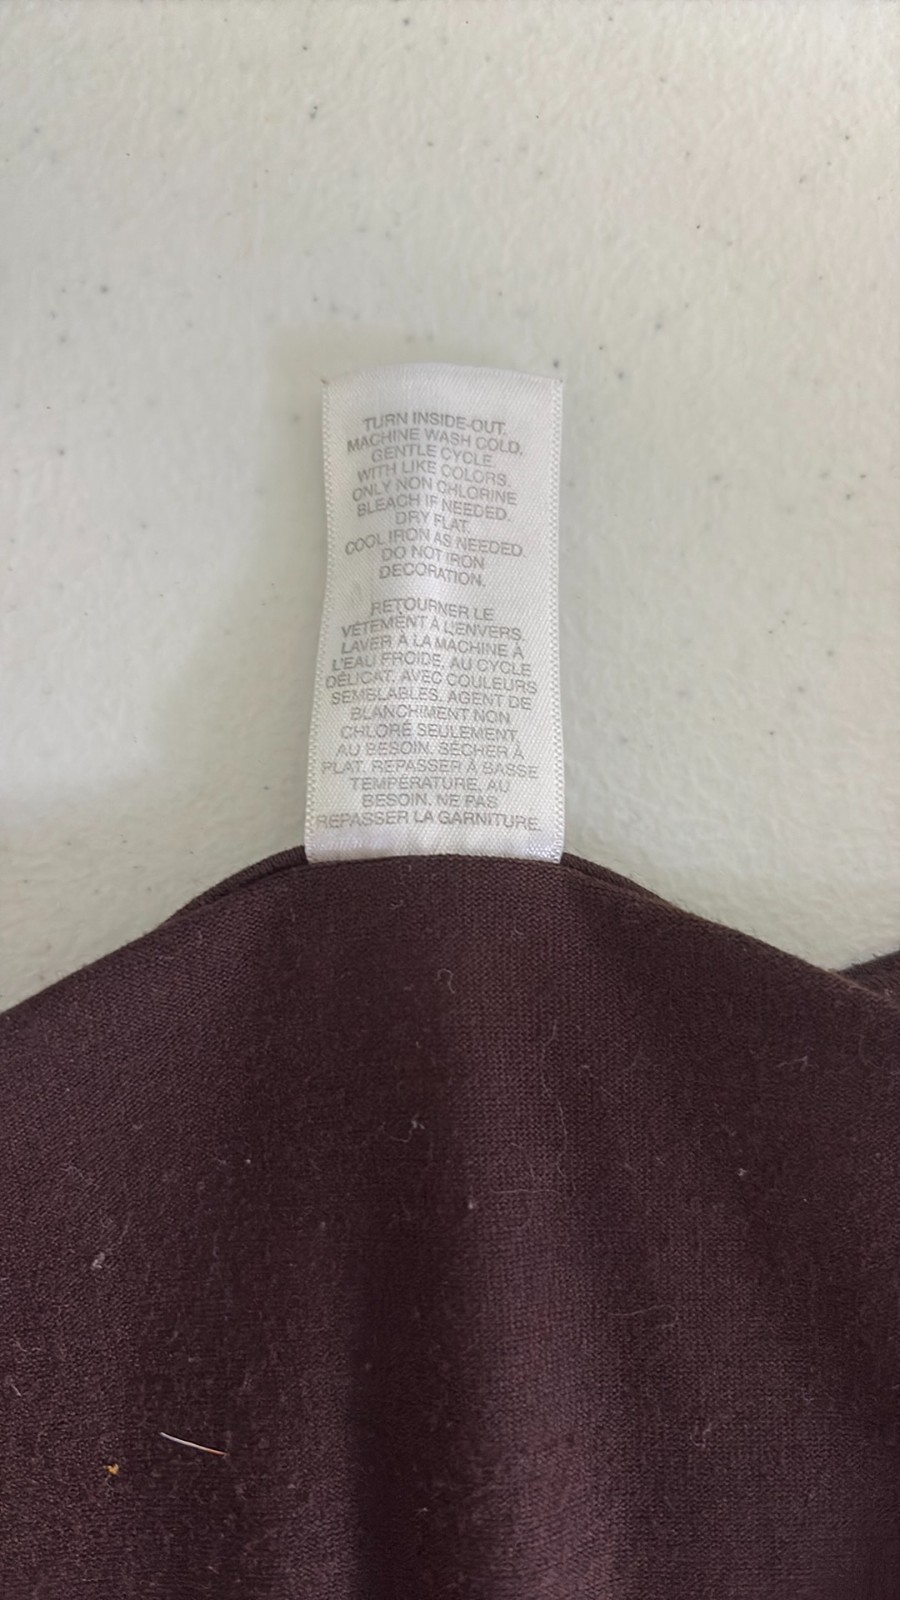 TURN INSIDE-OUT.
MACHINE WASH COLD,
GENTLE CYCLE,
WITH LIKE COLORS.
ONLY NON CHLORINE
BLEACH IF NEEDED.
DRY FLAT.
COOL IRON AS NEEDED.
DO NOT IRON
DECORATION.
RETOURNER LE
VÊTEMENT À L'ENVERS.
LAVER À LA MACHINE À
L'EAU FROIDE, AU CYCLE
DÉLICAT, AVEC COULEURS
SEMBLABLES. AGENT DE
BLANCHIMENT NON
CHLORÉ SEULEMENT,
AU BESOIN. SÉCHER À
PLAT. REPASSER À BASSE
TEMPÉRATURE, AU
BESOIN. NE PAS
REPASSER LA GARNITURE.